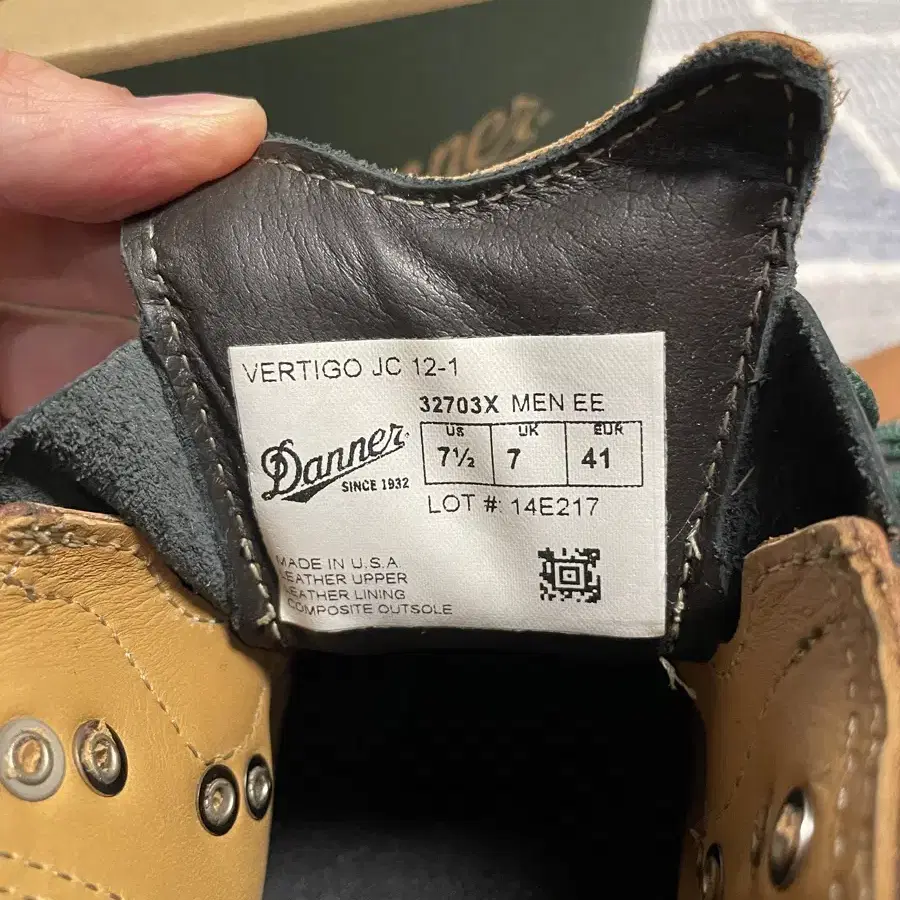 Danner
VERTIGO JC 12-1
32703X MEN EE
US UK EUR
7½ 7 41
Danner
SINCE 1932
LOT #: 14E217
MADE IN U.S.A
LEATHER UPPER
LEATHER LINING
COMPOSITE OUTSOLE